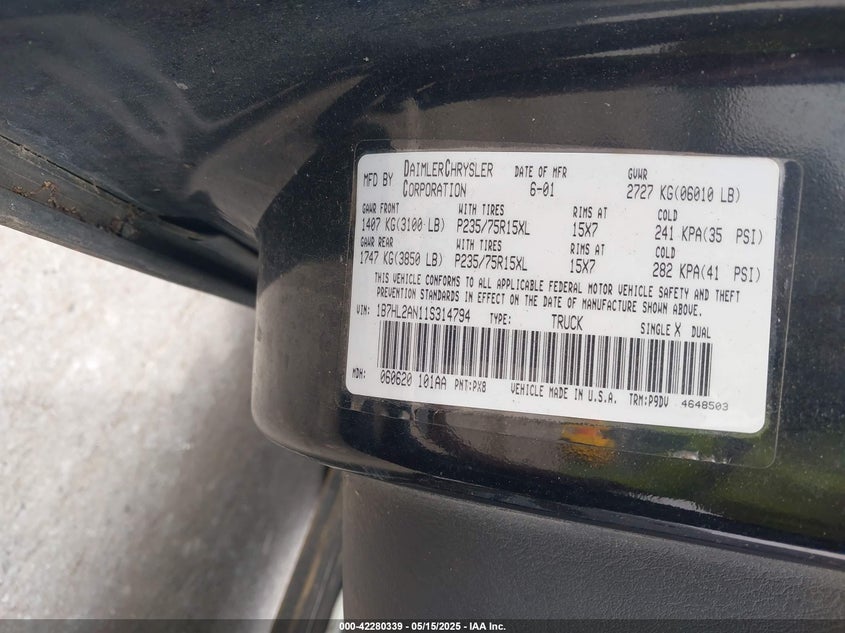 MFD BY DAIMLERCHRYSLER CORPORATION DATE OF MFR 6-01 GVWR 2727 KG(06010 LB)
GAWR FRONT WITH TIRES RIMS AT COLD
1407 KG(3100 LB) P235/75R15XL 15X7 241 KPA(35 PSI)
GAWR REAR WITH TIRES RIMS AT COLD
1747 KG(3850 LB) P235/75R15XL 15X7 282 KPA(41 PSI)
THIS VEHICLE CONFORMS TO ALL APPLICABLE FEDERAL MOTOR VEHICLE SAFETY AND THEFT
PREVENTION STANDARDS IN EFFECT ON THE DATE OF MANUFACTURE SHOWN ABOVE.
VIN: 1B7HL2AN11S314794 TYPE: TRUCK SINGLE X DUAL
MDH: 060620 101AA PNT:PX8 VEHICLE MADE IN U.S.A. TRM:P9DV 4648503
000-42280339 - 05/15/2025 - IAA Inc.